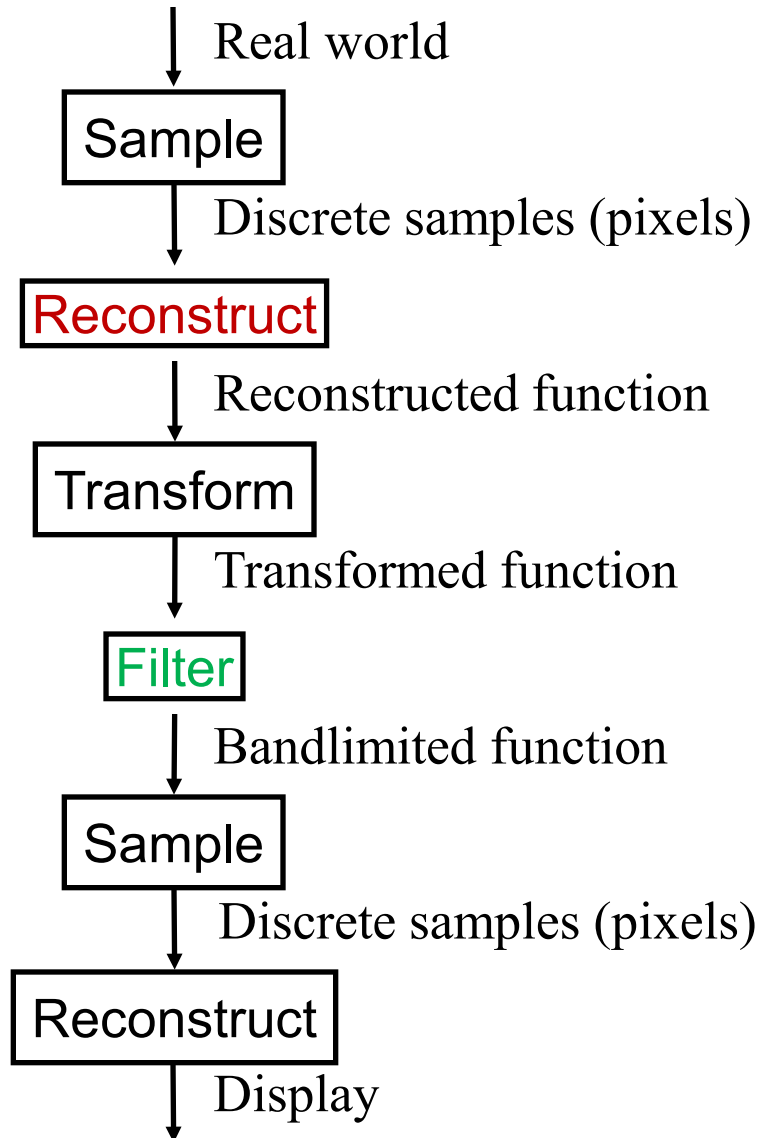 Real world
Sample
Discrete samples (pixels)
Reconstruct
Reconstructed function
Transform
Transformed function
Filter
Bandlimited function
Sample
Discrete samples (pixels)
Reconstruct
Display